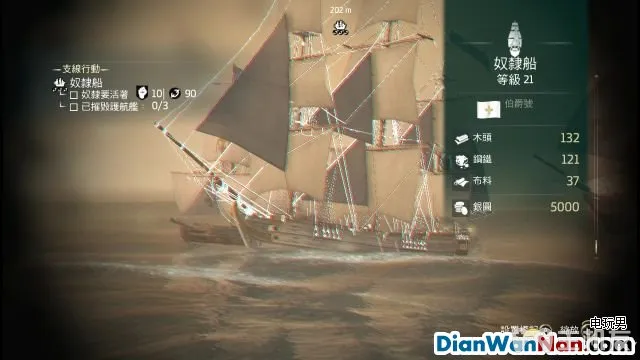 202 m
支線行動
奴隸船
奴隸要活著 10| 90
已摧毀護航艦： 0/3
奴隸船
等級 21
伯爵號
木頭 132
鋼鐵 121
布料 37
銀圓 5000
电玩男
DianWanNan.com